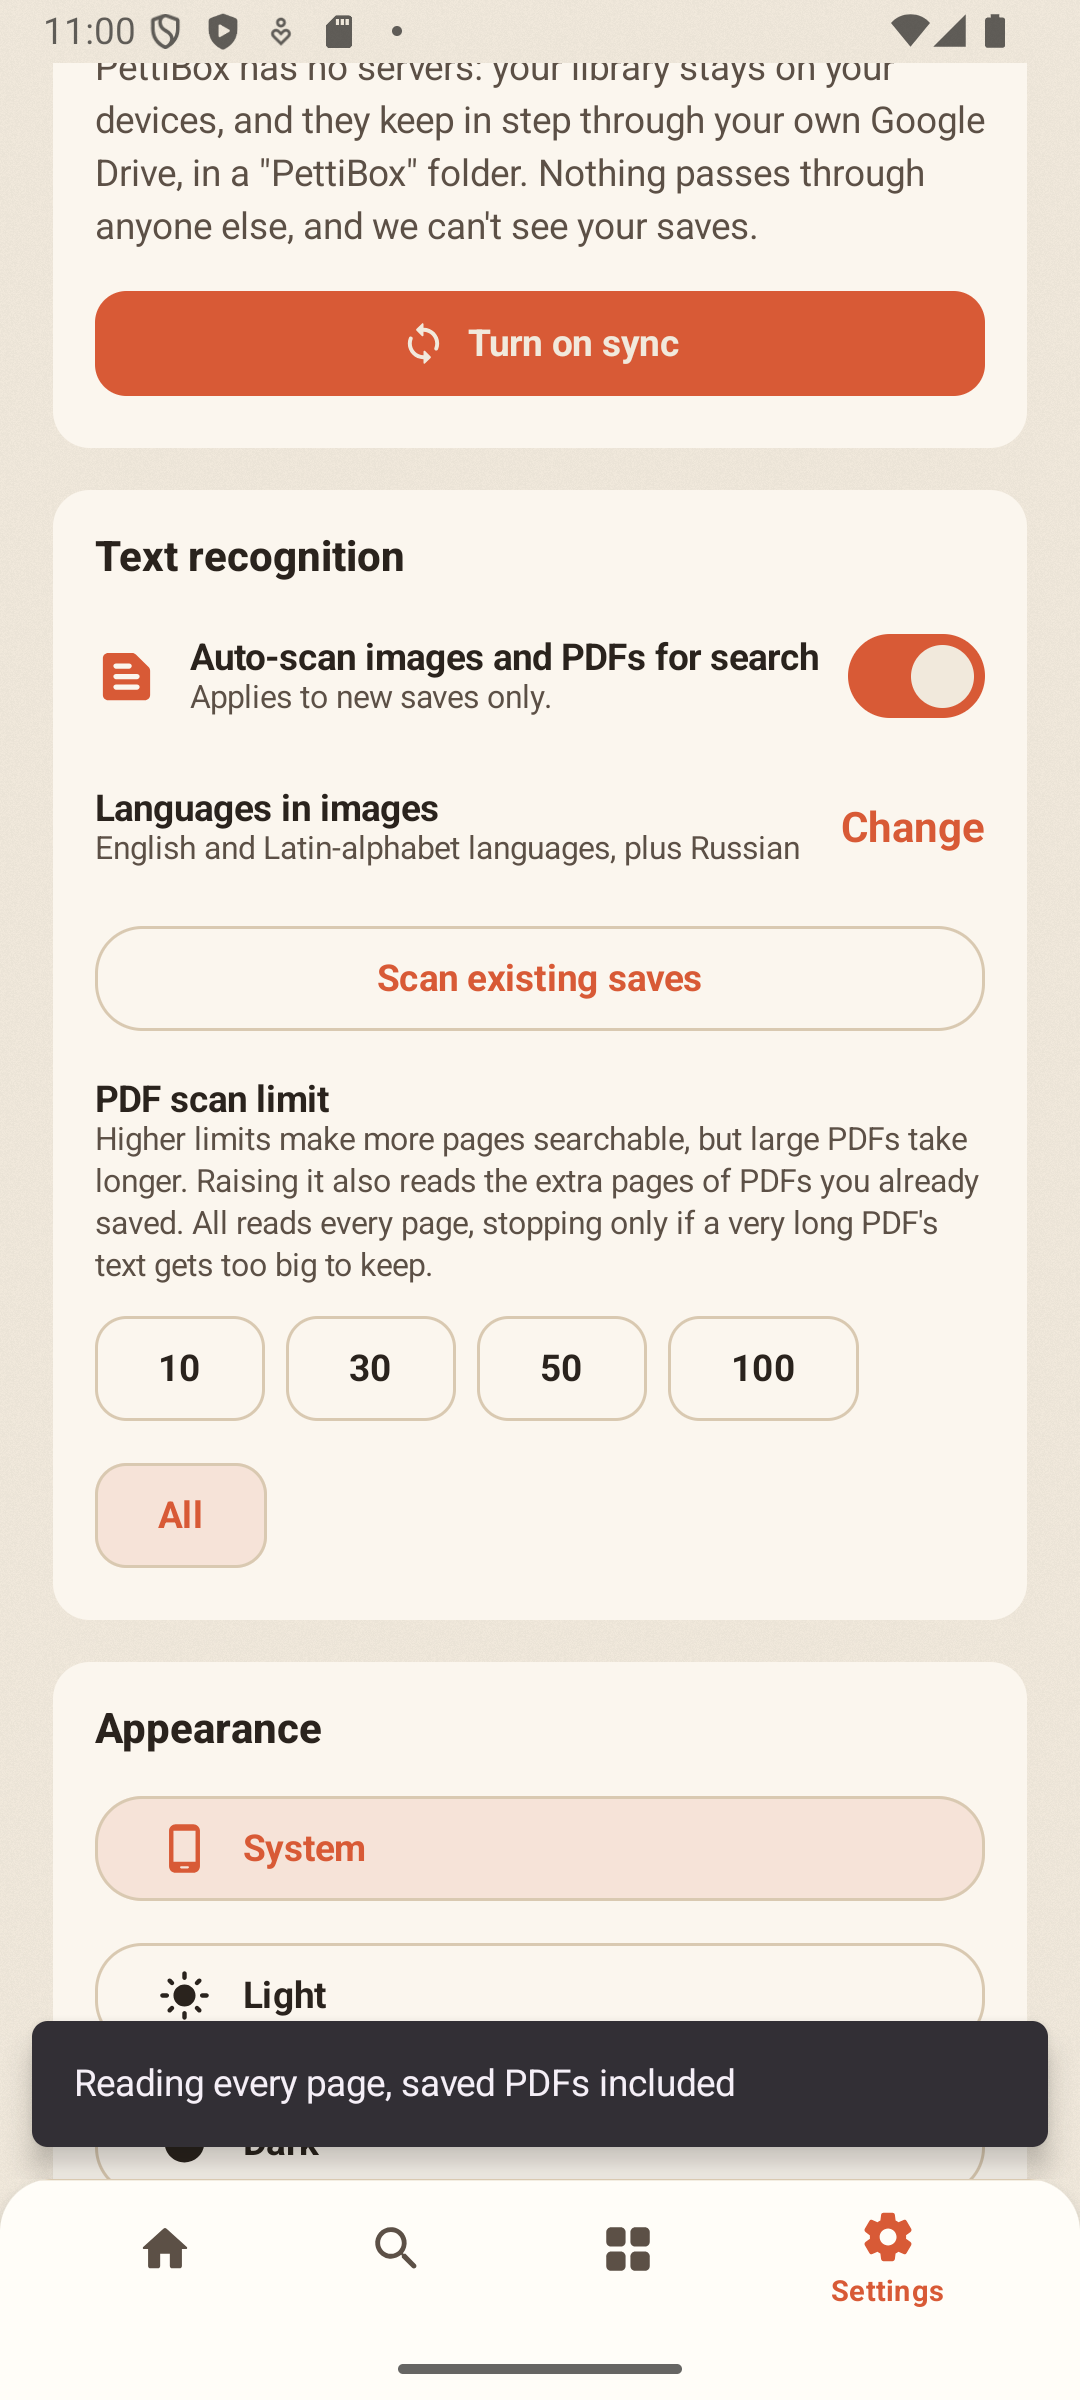 11:00
PettiBox has no servers: your library stays on your
devices, and they keep in step through your own Google
Drive, in a "PettiBox" folder. Nothing passes through
anyone else, and we can't see your saves.
Turn on sync
Text recognition
Auto-scan images and PDFs for search
Applies to new saves only.
Languages in images
English and Latin-alphabet languages, plus Russian
Change
Scan existing saves
PDF scan limit
Higher limits make more pages searchable, but large PDFs take
longer. Raising it also reads the extra pages of PDFs you already
saved. All reads every page, stopping only if a very long PDF's
text gets too big to keep.
10 30 50 100
All
Appearance
System
Light
Reading every page, saved PDFs included
Dark
Settings